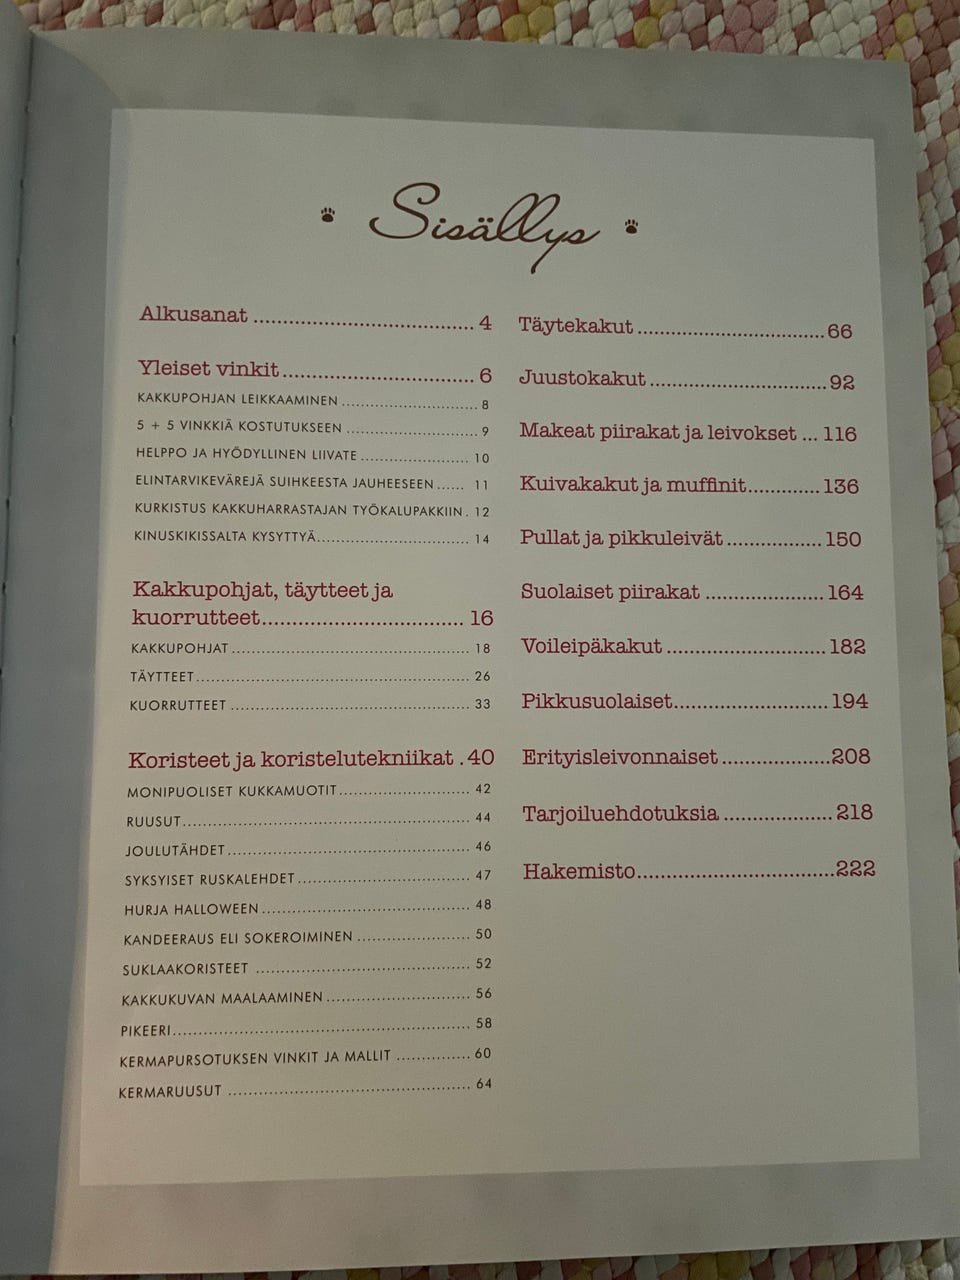 Sisällys
Alkusanat ........................................ 4
Yleiset vinkit .................................. 6
KAKKUPOHJAN LEIKKAAMINEN ........................ 8
5 + 5 VINKKIÄ KOSTUTUKSEEN ....................... 9
HELPPO JA HYÖDYLLINEN LIIVATE .................... 10
ELINTARVIKEVÄREJÄ SUIHKEESTA JAUHEESEEN ...... 11
KURKISTUS KAKKUHARRASTAJAN TYÖKALUPAKKIIN . 12
KINUSKIKISSALTA KYSYTTYÄ ............................ 14
Kakkupohjat, täytteet ja
kuorrutteet .................................... 16
KAKKUPOHJAT ............................................ 18
TÄYTTEET ................................................ 26
KUORRUTTEET ............................................ 33
Koristeet ja koristelutekniikat . 40
MONIPUOLISET KUKKAMUOTIT ........................ 42
RUUSUT .................................................. 44
JOULUTÄHDET ............................................ 46
SYKSYISET RUSKALEHDET ................................ 47
HURJA HALLOWEEN ...................................... 48
KANDEERAUS ELI SOKEROIMINEN .................... 50
SUKLAAKORISTEET ...................................... 52
KAKKUKUVAN MAALAAMINEN .......................... 56
PIKEERI .................................................. 58
KERMAPURSOTUKSEN VINKIT JA MALLIT .............. 60
KERMARUUSUT ............................................ 64
Täytekakut .................................. 66
Juustokakut ................................ 92
Makeat piirakat ja leivokset ... 116
Kuivakakut ja muffinit ............ 136
Pullat ja pikkuleivät ................ 150
Suolaiset piirakat .................... 164
Voileipäkakut .......................... 182
Pikkusuolaiset .......................... 194
Erityisleivonnaiset .................. 208
Tarjoiluehdotuksia .................. 218
Hakemisto ................................ 222